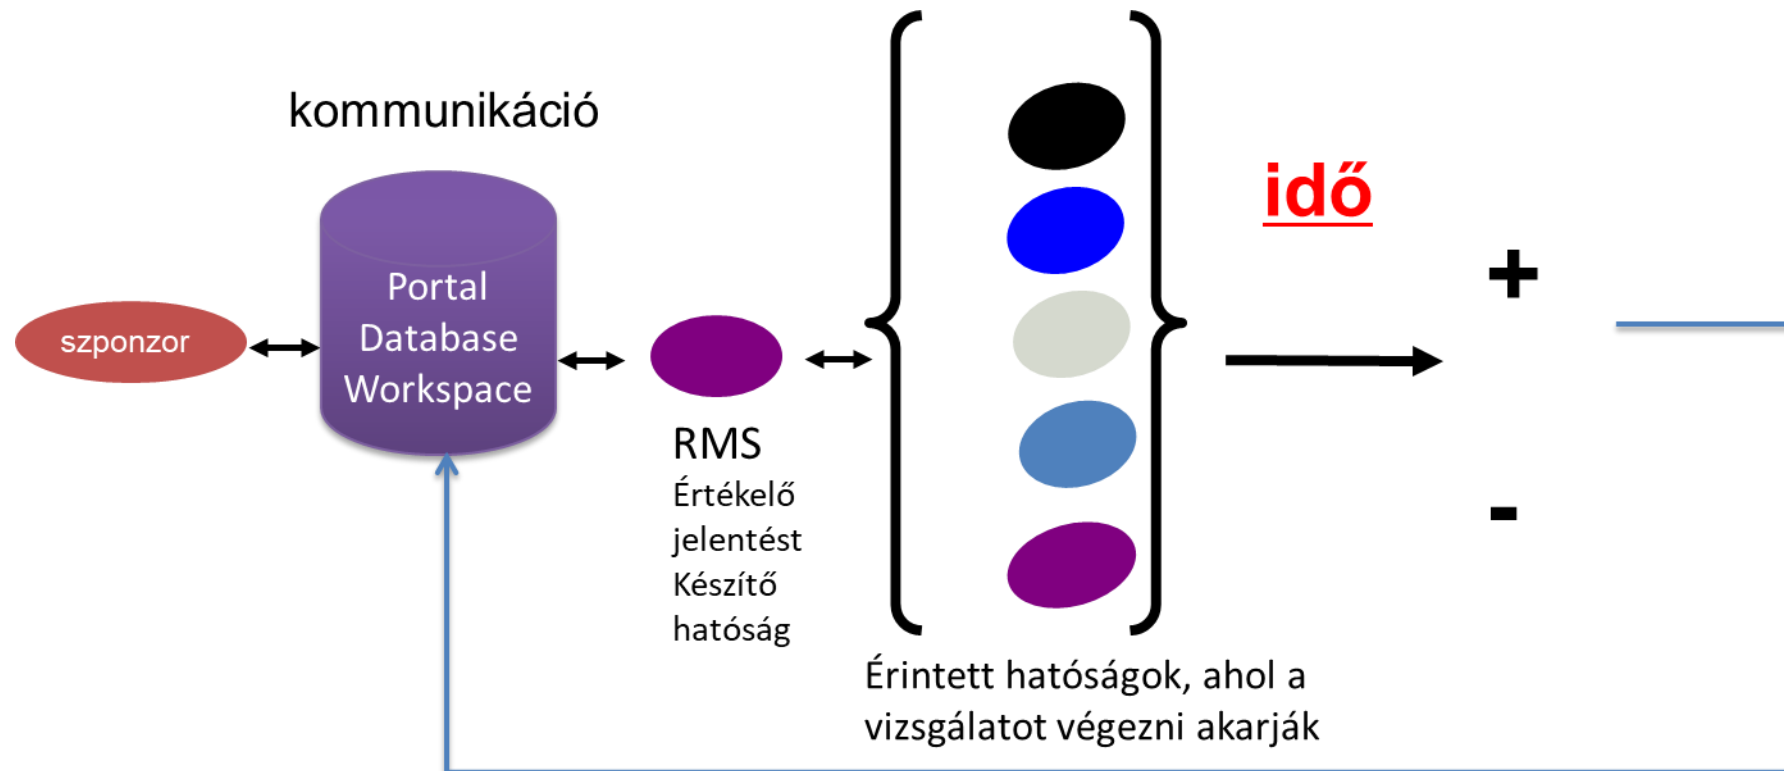 kommunikáció
szponzor
Portal
Database
Workspace
RMS
Értékelő
jelentést
Készítő
hatóság
Érintett hatóságok, ahol a
vizsgálatot végezni akarják
idő
+
-